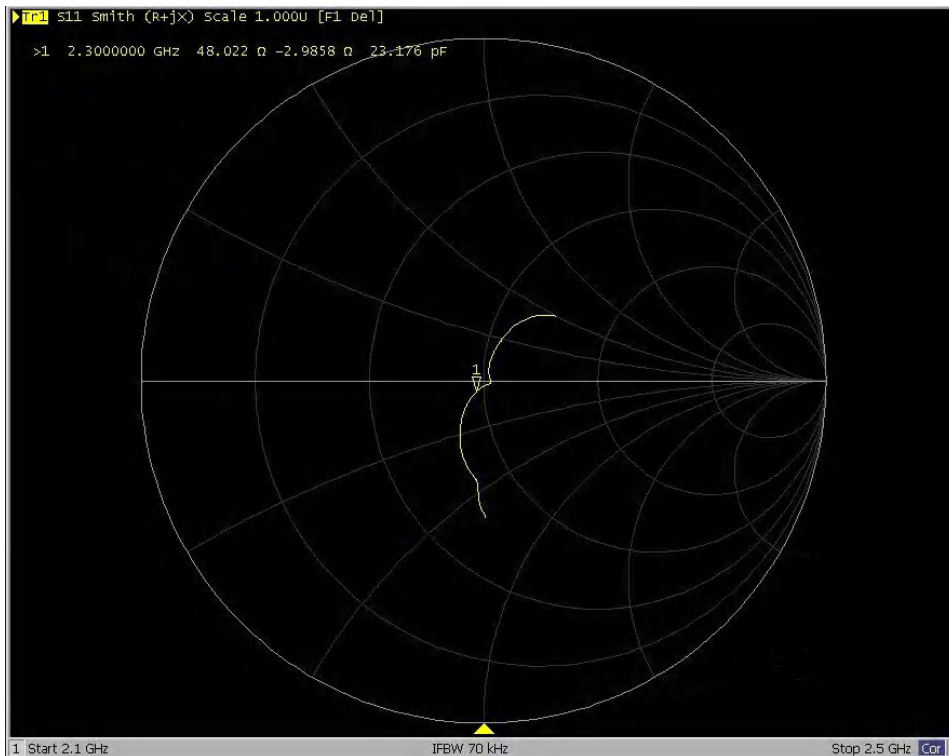 Tr1 S11 Smith (R+jX) Scale 1.000U [F1 Del]
>1 2.3000000 GHz 48.022 Ω -2.9858 Ω 23.176 pF
1
1 Start 2.1 GHz IFBW 70 kHz Stop 2.5 GHz Cor